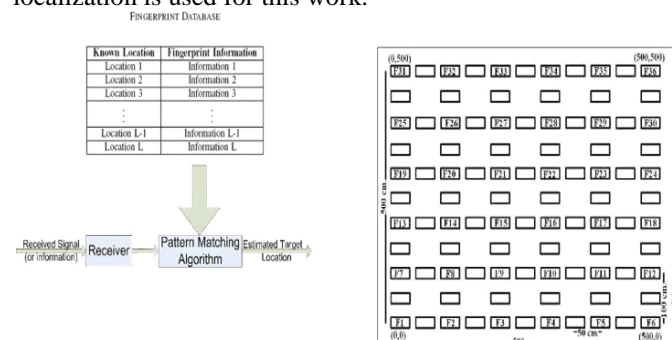 localization is used for this work.
FINGERPRINT DATABASE
Known Location Fingerprint Information
Location 1 Information 1
Location 2 Information 2
Location 3 Information 3
⋮ ⋮
Location L-1 Information L-1
Location L Information L
Received Signal
(or information)
Receiver
Pattern Matching
Algorithm
Estimated Target
Location
(0,500) (500,500)
F31 F32 F33 F34 F35 F36
F25 F26 F27 F28 F29 F30
F19 F20 F21 F22 F23 F24
500 cm
F13 F14 F15 F16 F17 F18
F7 F8 F9 F10 F11 F12
100 cm
F1 F2 F3 F4 F5 F6
50 cm
(0,0) (500,0)